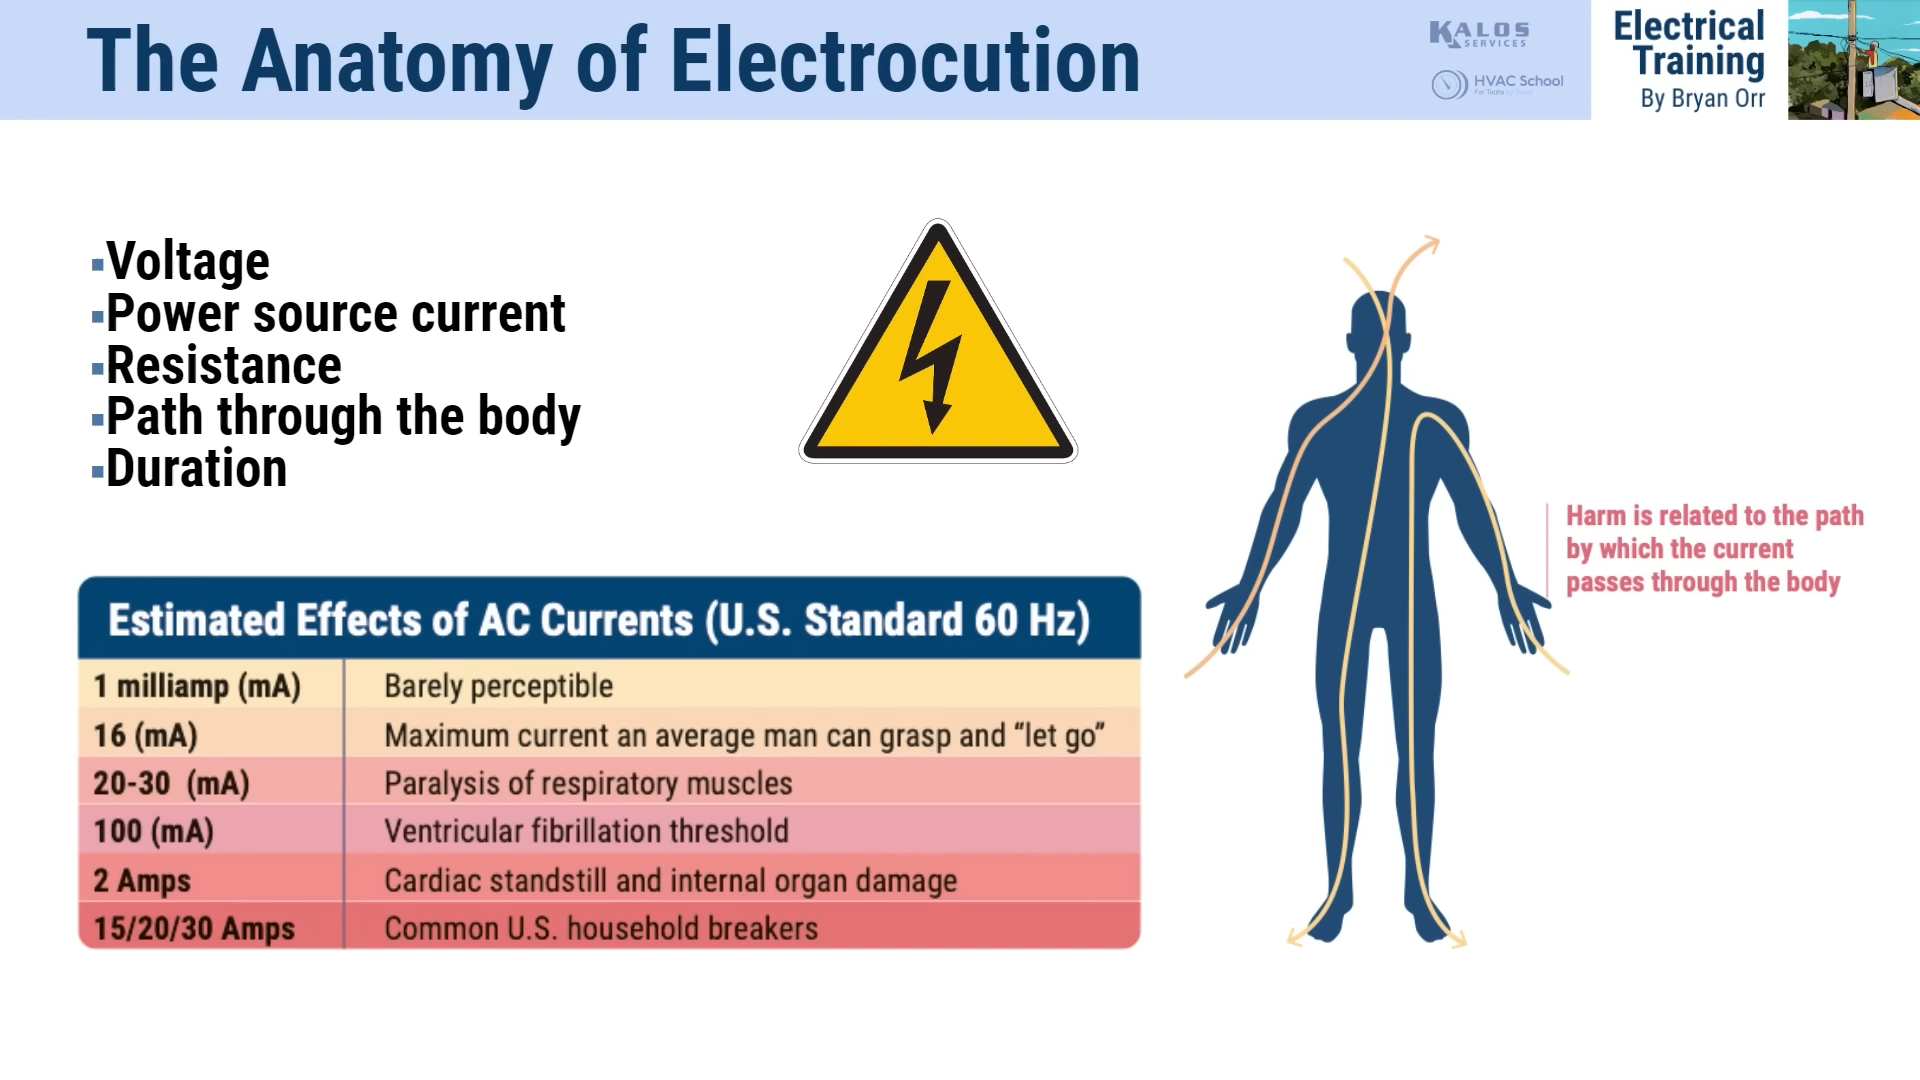 The Anatomy of Electrocution
KALOS
SERVICES
HVAC School
For Techs by Techs
Electrical
Training
By Bryan Orr
▪Voltage
▪Power source current
▪Resistance
▪Path through the body
▪Duration
Harm is related to the path
by which the current
passes through the body
Estimated Effects of AC Currents (U.S. Standard 60 Hz)
1 milliamp (mA) Barely perceptible
16 (mA) Maximum current an average man can grasp and “let go”
20-30 (mA) Paralysis of respiratory muscles
100 (mA) Ventricular fibrillation threshold
2 Amps Cardiac standstill and internal organ damage
15/20/30 Amps Common U.S. household breakers